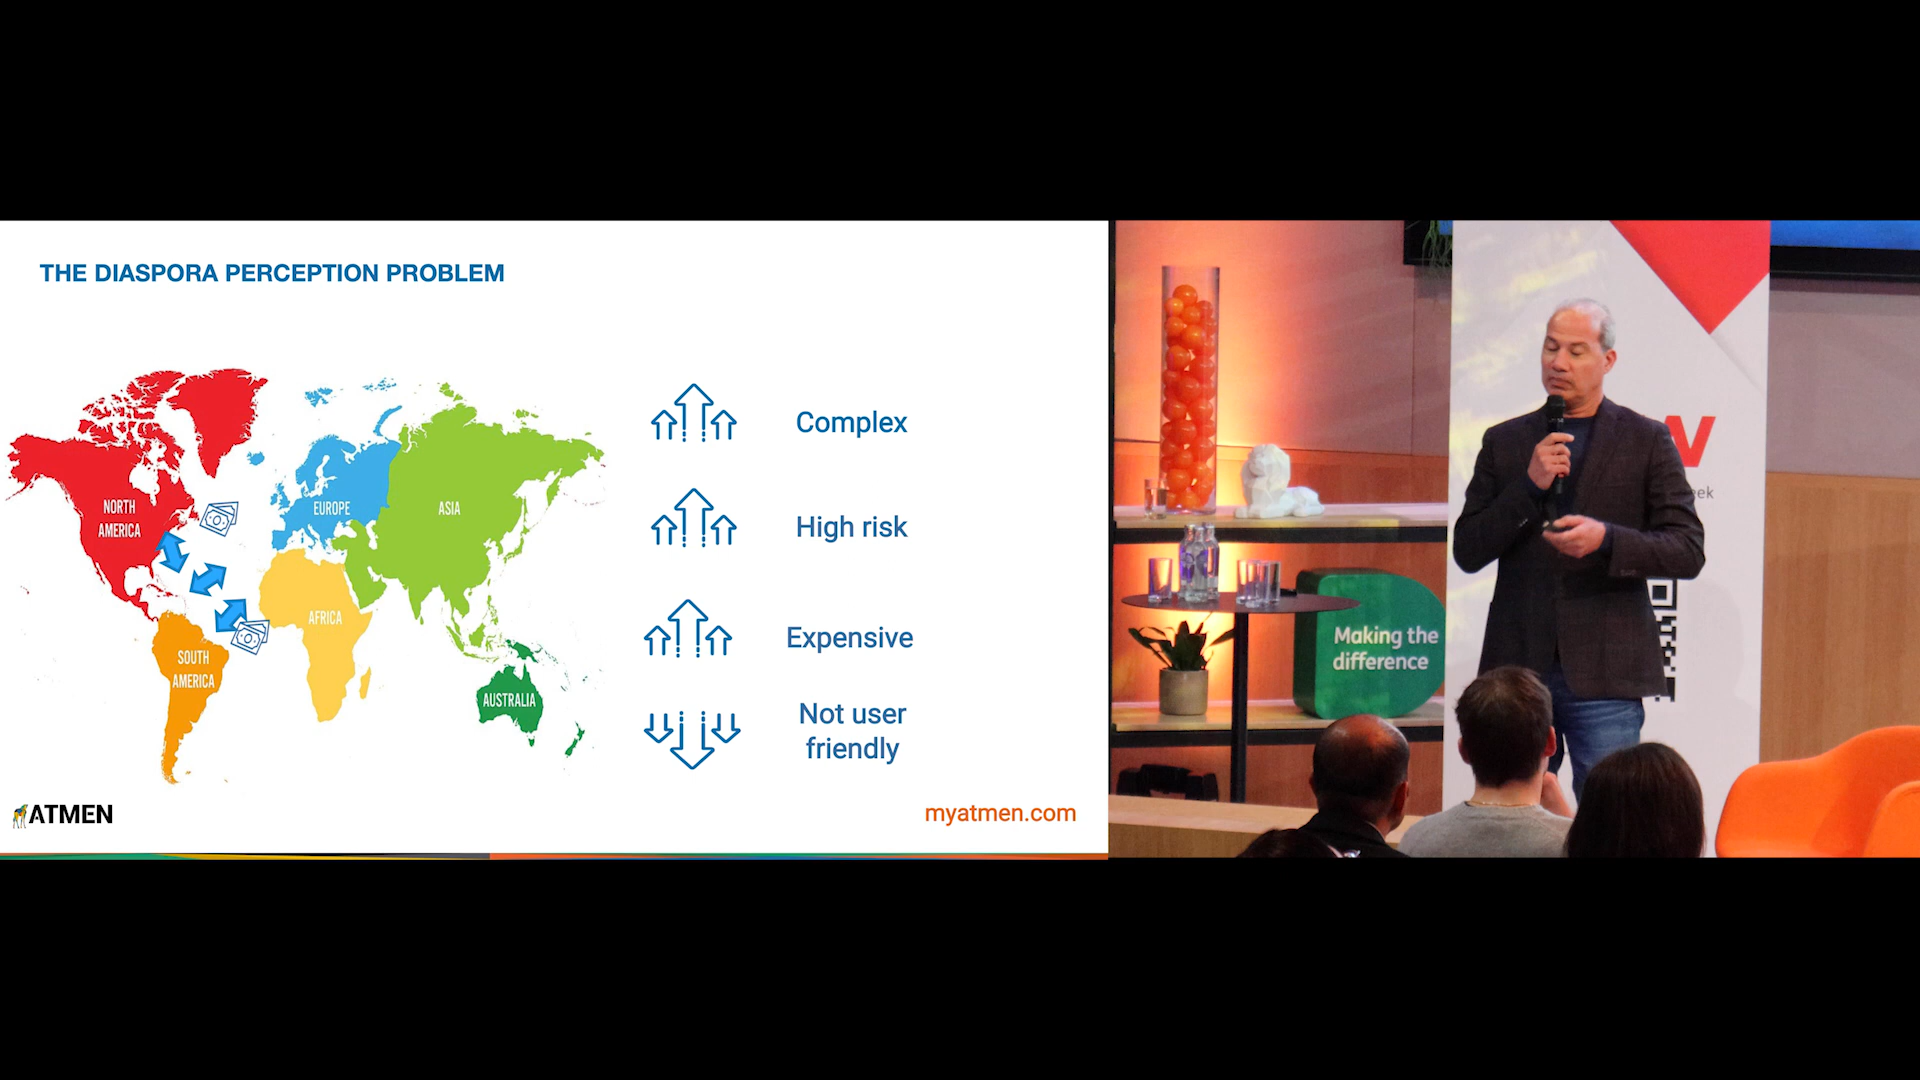 THE DIASPORA PERCEPTION PROBLEM
NORTH
AMERICA
EUROPE
ASIA
AFRICA
SOUTH
AMERICA
AUSTRALIA
Complex
High risk
Expensive
Not user
friendly
ATMEN
myatmen.com
Making the
difference